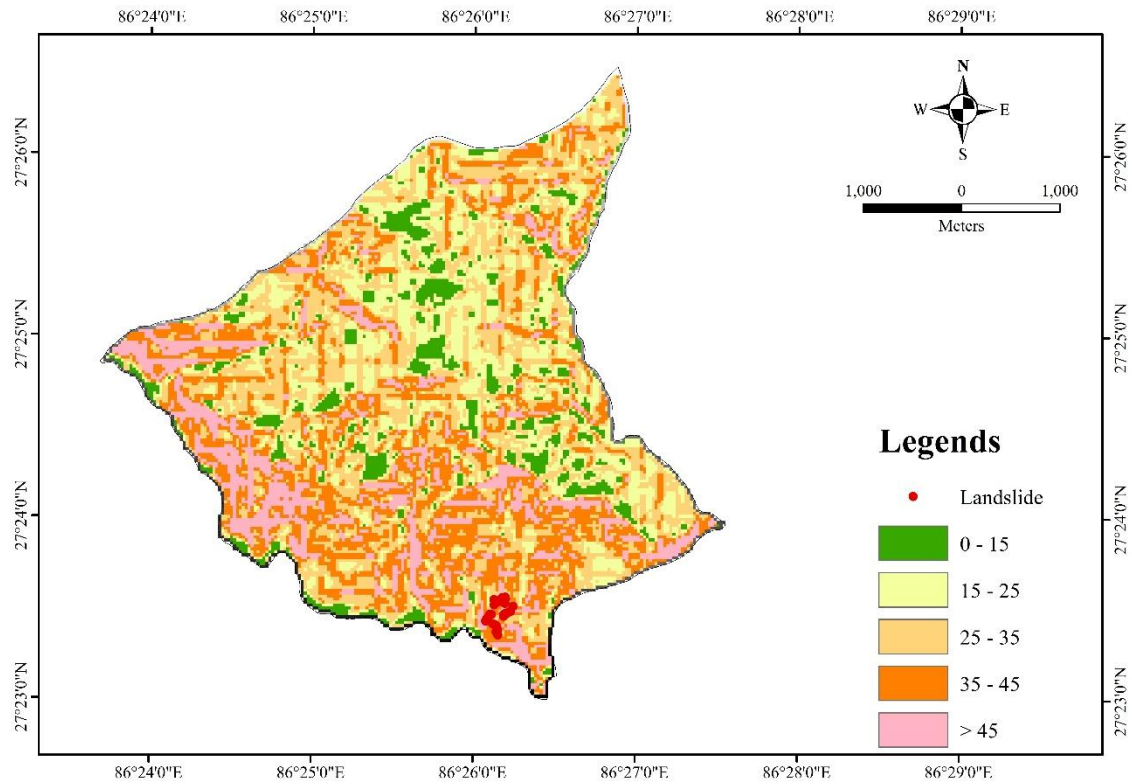 86°24'0"E 86°25'0"E 86°26'0"E 86°27'0"E 86°28'0"E 86°29'0"E
N
W E
S
1,000 0 1,000
Meters
27°26'0"N 27°26'0"N
27°25'0"N 27°25'0"N
27°24'0"N 27°24'0"N
27°23'0"N 27°23'0"N
Legends
Landslide
0 - 15
15 - 25
25 - 35
35 - 45
> 45
86°24'0"E 86°25'0"E 86°26'0"E 86°27'0"E 86°28'0"E 86°29'0"E